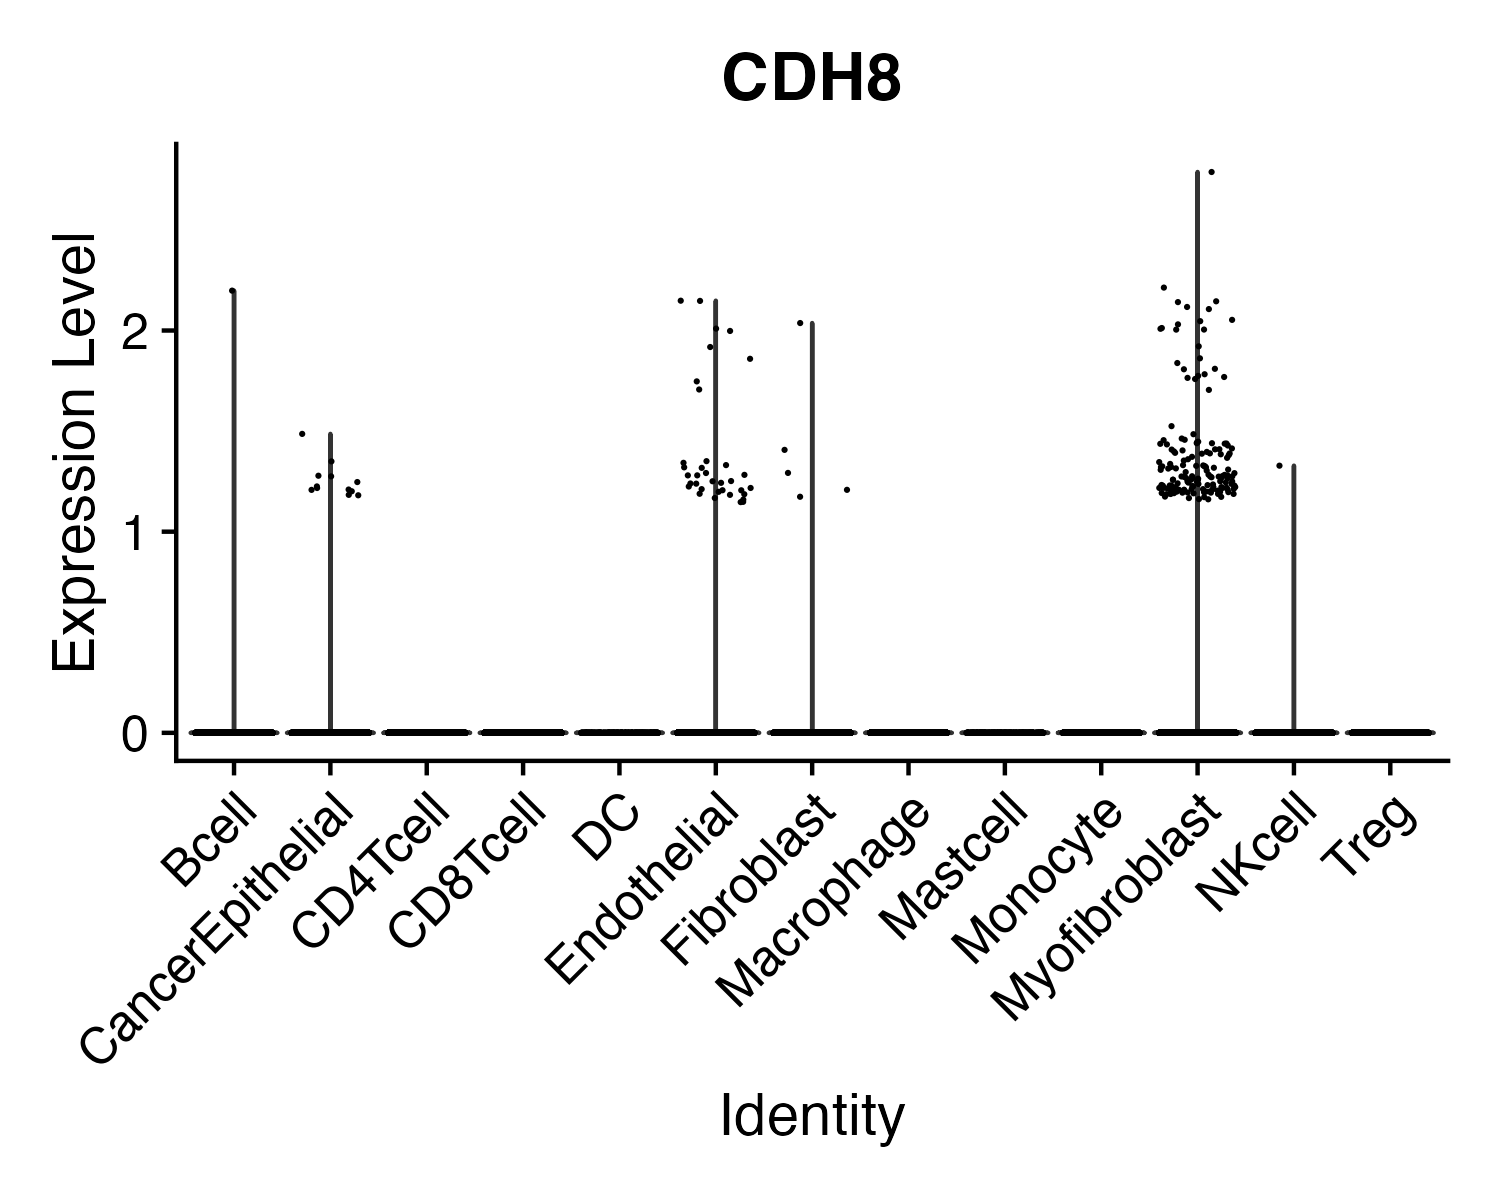 CDH8
Expression Level
2
1
0
Bcell
CancerEpithelial
CD4Tcell
CD8Tcell
DC
Endothelial
Fibroblast
Macrophage
Mastcell
Monocyte
Myofibroblast
NKcell
Treg
Identity